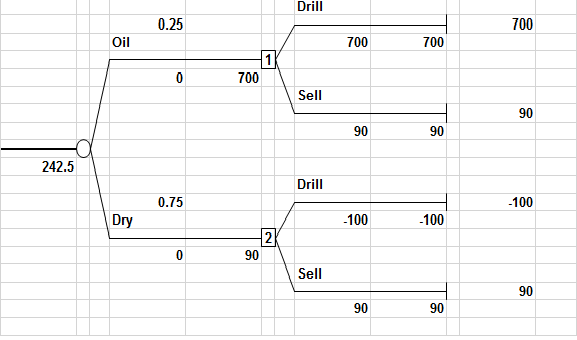 Drill
0.25 700
Oil 700 700
1
0 700
Sell
90
90 90
242.5
Drill
0.75 -100
Dry -100 -100
2
0 90
Sell
90
90 90